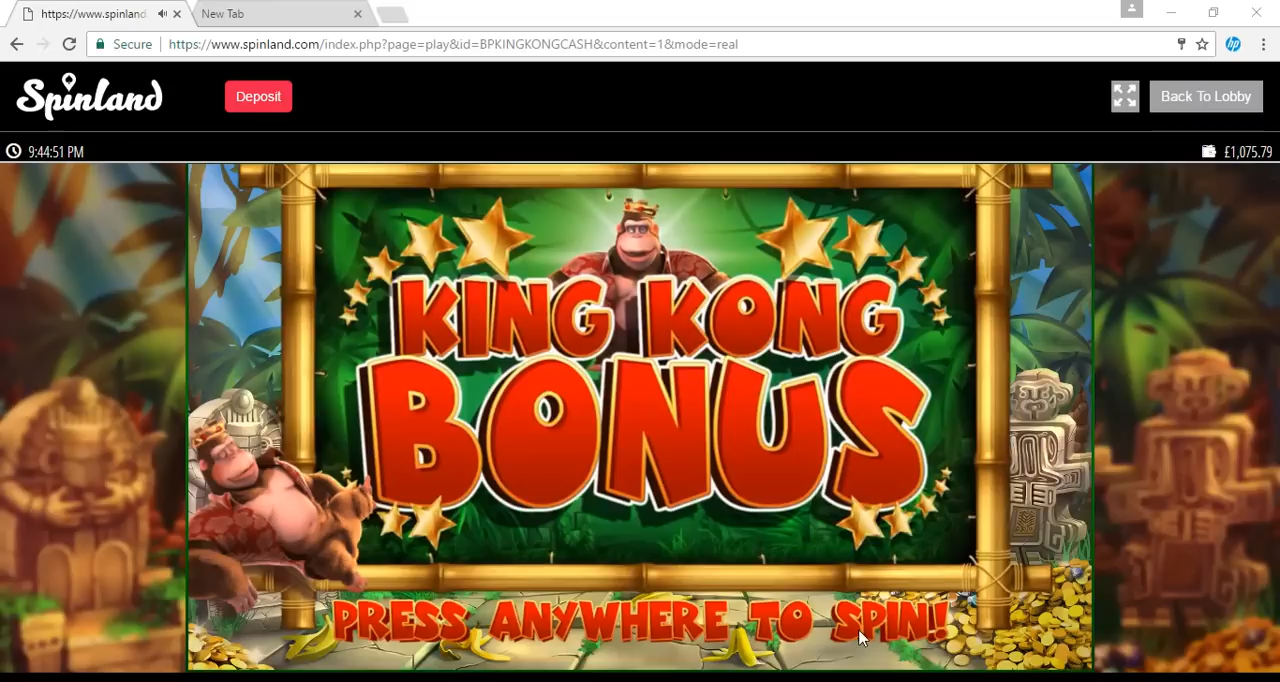 https://www.spinland.
New Tab
Secure
https://www.spinland.com/index.php?page=play&id=BPKINGKONGCASH&content=1&mode=real
hp
Spinland
Deposit
Back To Lobby
9:44:51 PM
£1,075.79
KING KONG
BONUS
PRESS ANYWHERE TO SPIN!